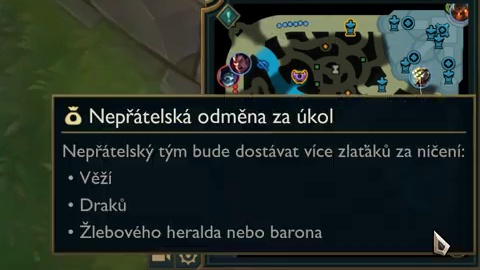 Nepřátelská odměna za úkol
Nepřátelský tým bude dostávat více zlaťáků za ničení:
• Věží
• Draků
• Žlebového heralda nebo barona